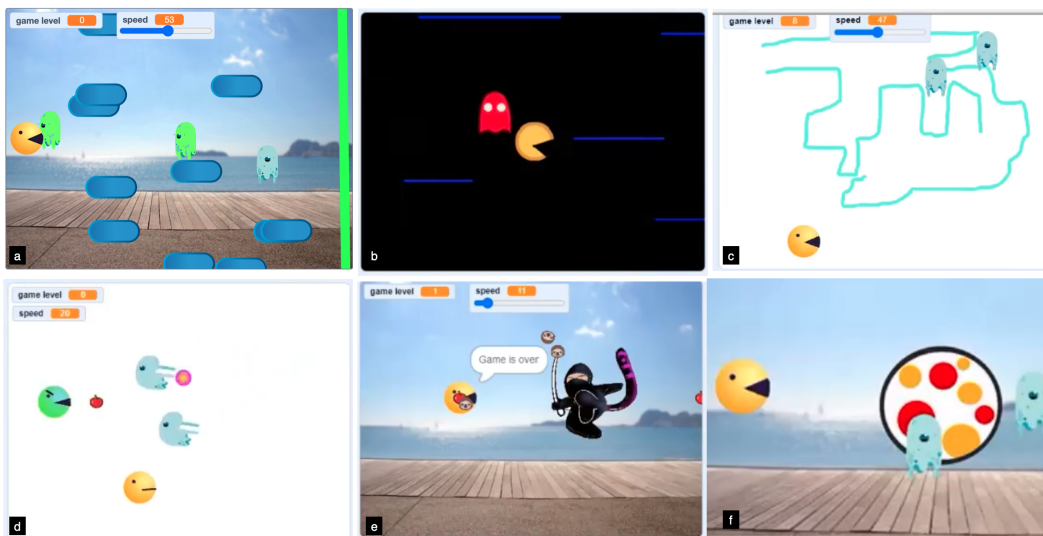 game level 0 speed 53
a
b
game level 8 speed 47
c
game level 0
speed 20
d
game level 1 speed 11
Game is over
e
f